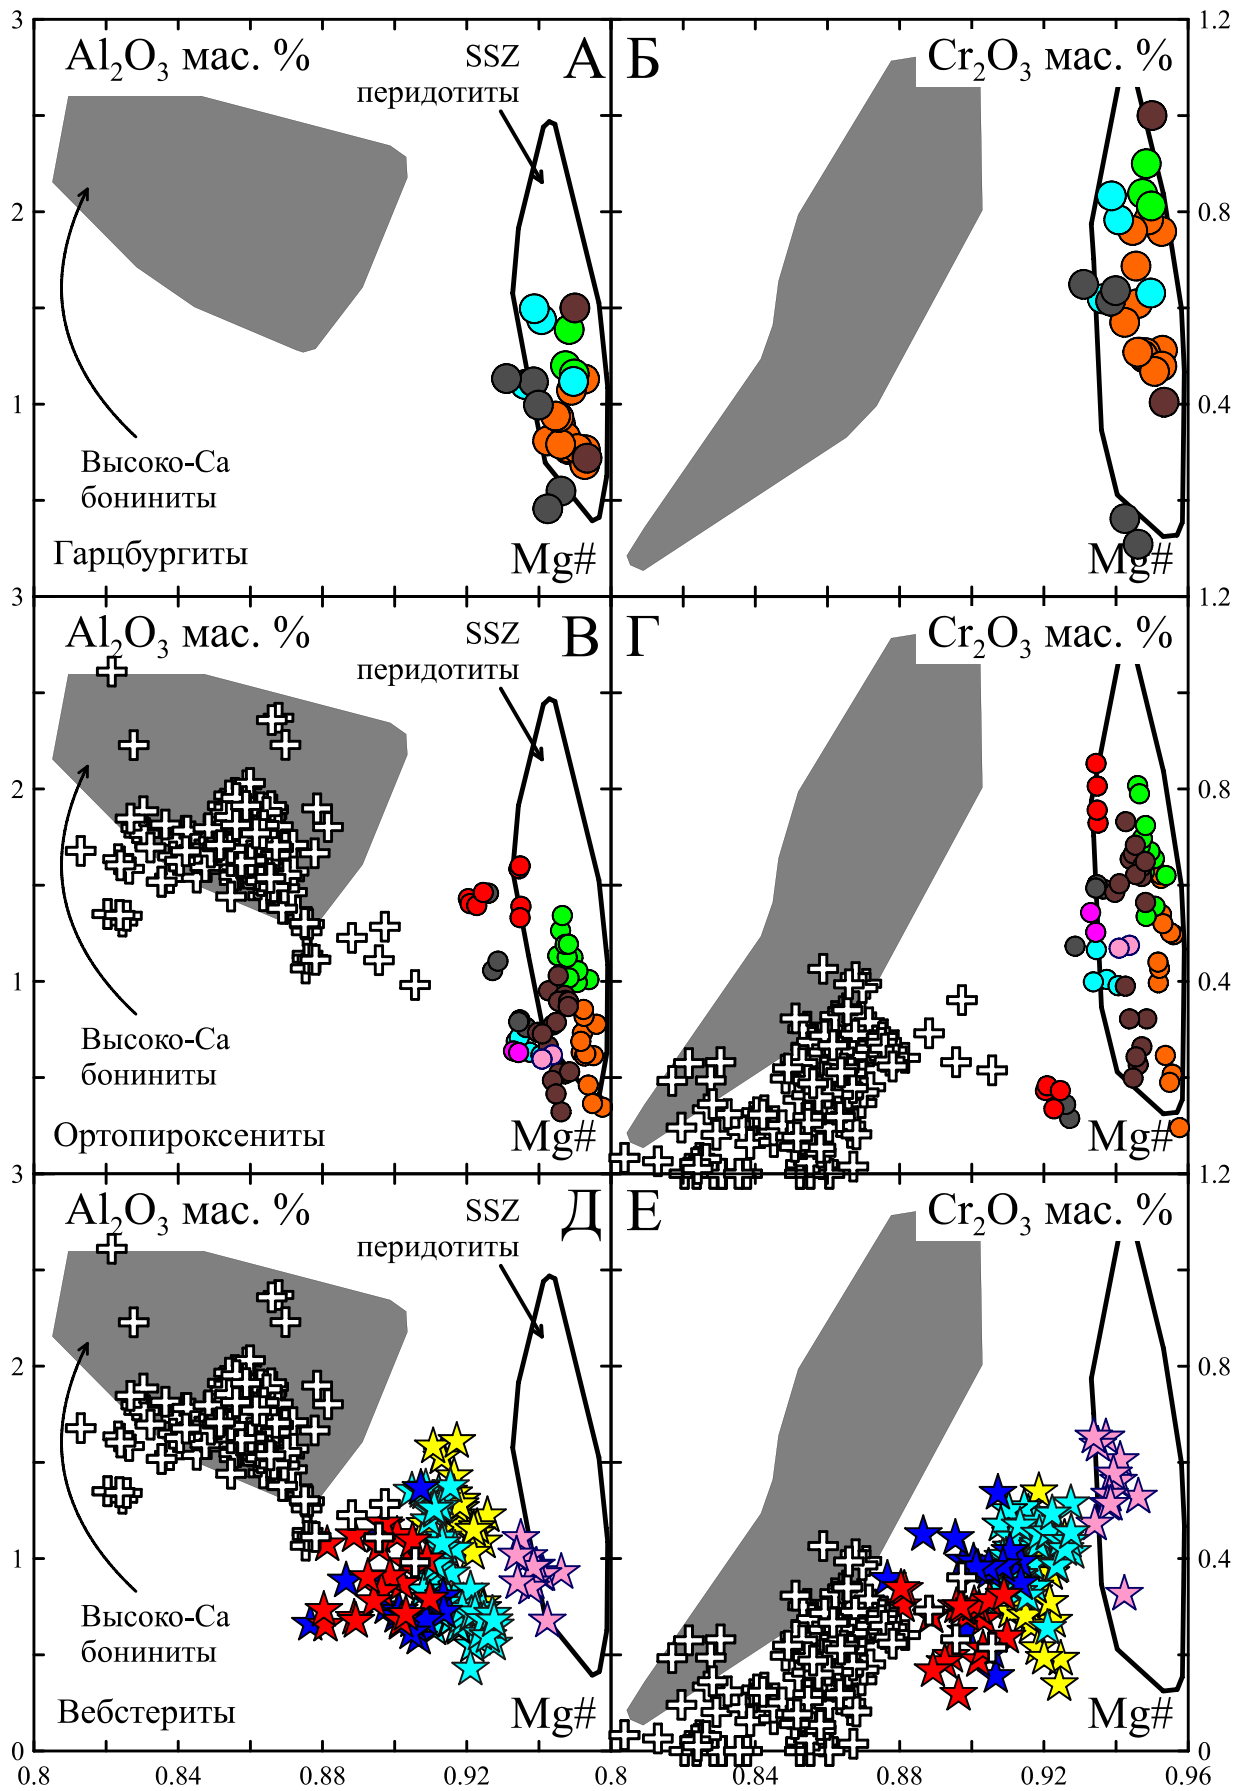 3
Al₂O₃ мас. %
SSZ
перидотиты
А
2
1
Высоко-Ca
бониниты
Гарцбургиты
Mg#
Б
Cr₂O₃ мас. %
1.2
0.8
0.4
Mg#
3
Al₂O₃ мас. %
SSZ
перидотиты
В
2
1
Высоко-Ca
бониниты
Ортопироксениты
Mg#
Г
Cr₂O₃ мас. %
1.2
0.8
0.4
Mg#
3
Al₂O₃ мас. %
SSZ
перидотиты
Д
2
1
0
Высоко-Ca
бониниты
Вебстериты
Mg#
Е
Cr₂O₃ мас. %
1.2
0.8
0.4
0
Mg#
0.8 0.84 0.88 0.92 0.8 0.84 0.88 0.92 0.96